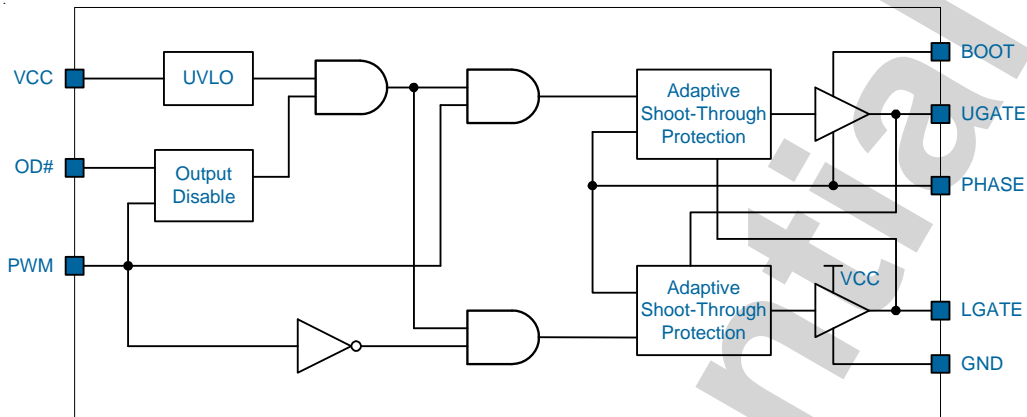 VCC
UVLO
OD#
Output
Disable
PWM
Adaptive
Shoot-Through
Protection
BOOT
UGATE
PHASE
Adaptive
Shoot-Through
Protection
VCC
LGATE
GND
ntial